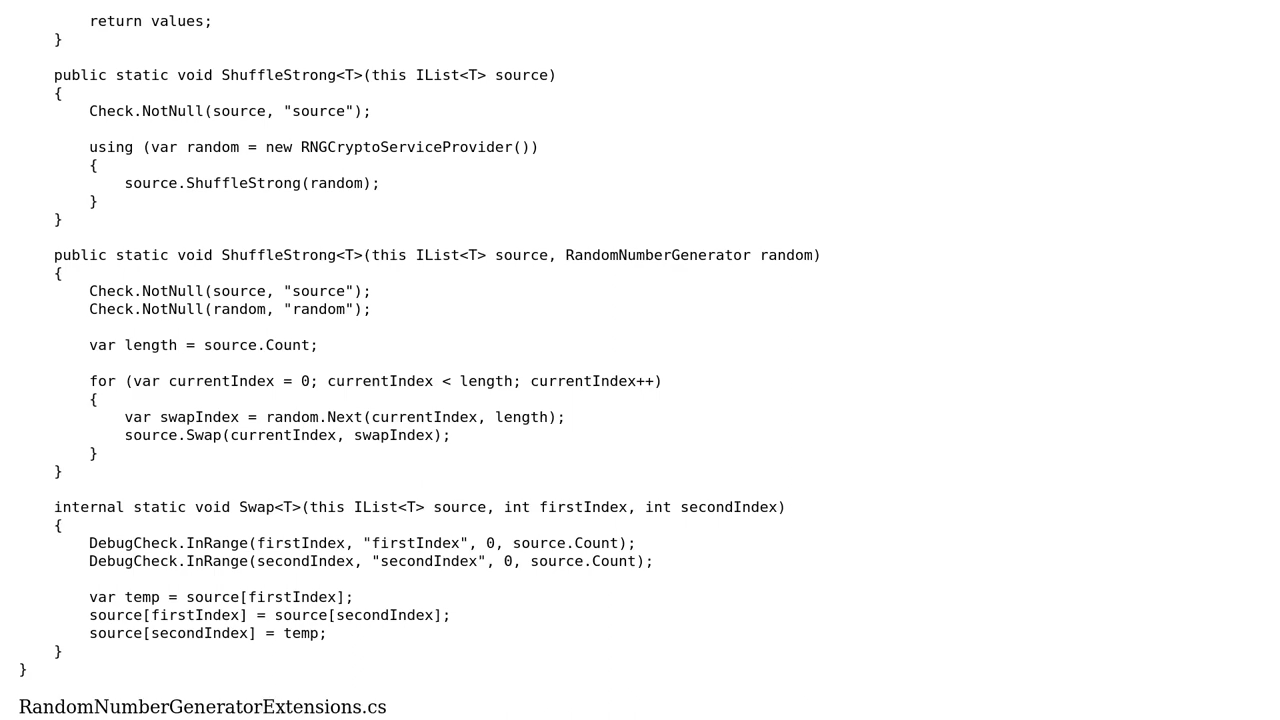 return values;
}
public static void ShuffleStrong<T>(this IList<T> source)
{
Check.NotNull(source, "source");
using (var random = new RNGCryptoServiceProvider())
{
source.ShuffleStrong(random);
}
}
public static void ShuffleStrong<T>(this IList<T> source, RandomNumberGenerator random)
{
Check.NotNull(source, "source");
Check.NotNull(random, "random");
var length = source.Count;
for (var currentIndex = 0; currentIndex < length; currentIndex++)
{
var swapIndex = random.Next(currentIndex, length);
source.Swap(currentIndex, swapIndex);
}
}
internal static void Swap<T>(this IList<T> source, int firstIndex, int secondIndex)
{
DebugCheck.InRange(firstIndex, "firstIndex", 0, source.Count);
DebugCheck.InRange(secondIndex, "secondIndex", 0, source.Count);
var temp = source[firstIndex];
source[firstIndex] = source[secondIndex];
source[secondIndex] = temp;
}
}
RandomNumberGeneratorExtensions.cs